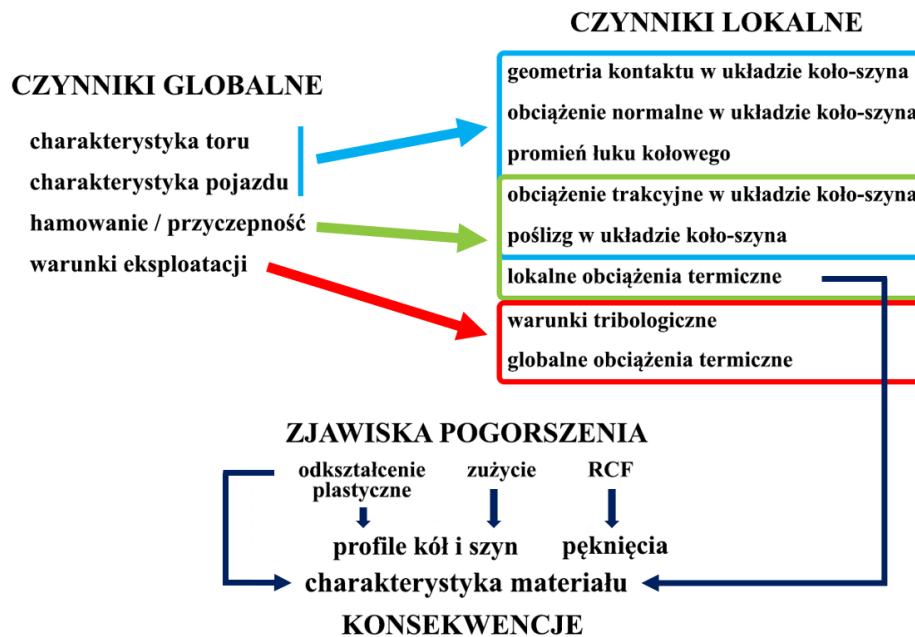 CZYNNIKI GLOBALNE
charakterystyka toru
charakterystyka pojazdu
hamowanie / przyczepność
warunki eksploatacji
CZYNNIKI LOKALNE
geometria kontaktu w układzie koło-szyna
obciążenie normalne w układzie koło-szyna
promień łuku kołowego
obciążenie trakcyjne w układzie koło-szyna
poślizg w układzie koło-szyna
lokalne obciążenia termiczne
warunki tribologiczne
globalne obciążenia termiczne
ZJAWISKA POGORSZENIA
odkształcenie
plastyczne
zużycie
RCF
profile kół i szyn
pęknięcia
charakterystyka materiału
KONSEKWENCJE